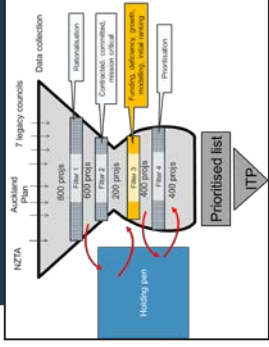 Data collection
NZTA
Auckland
Plan
7 legacy councils
800 projs
Filter 1
Rationalisation
600 projs
Filter 2
Contracted, committed,
mission critical
200 projs
Filter 3
Funding, deficiency, growth,
modelling, initial ranking
400 projs
Filter 4
Prioritisation
400 projs
Holding pen
Prioritised list
ITP